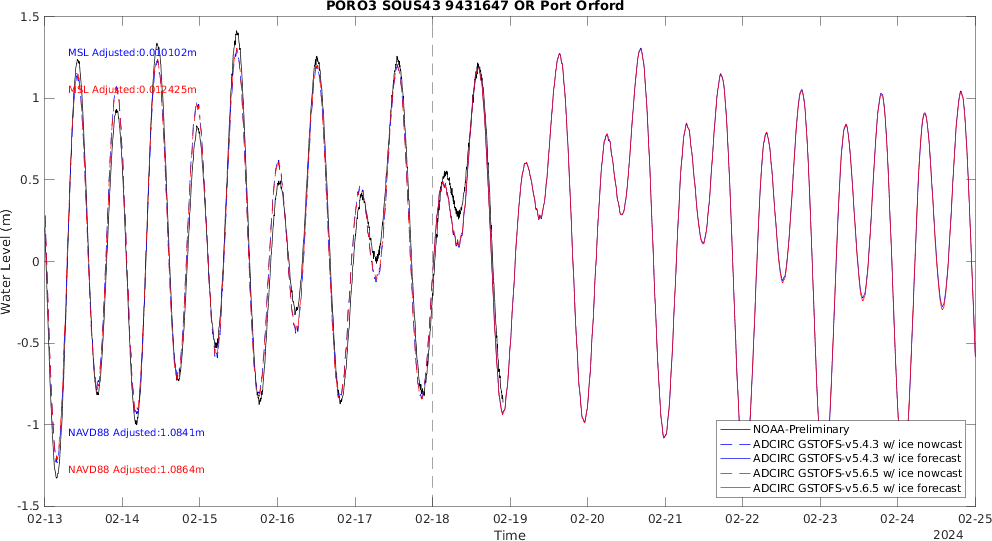 PORO3 SOUS43 9431647 OR Port Orford
Water Level (m)
1.5
1
0.5
0
-0.5
-1
-1.5
MSL Adjusted:0.010102m
MSL Adjusted:0.012425m
NAVD88 Adjusted:1.0841m
NAVD88 Adjusted:1.0864m
NOAA-Preliminary
ADCIRC GSTOFS-v5.4.3 w/ ice nowcast
ADCIRC GSTOFS-v5.4.3 w/ ice forecast
ADCIRC GSTOFS-v5.6.5 w/ ice nowcast
ADCIRC GSTOFS-v5.6.5 w/ ice forecast
02-13 02-14 02-15 02-16 02-17 02-18 02-19 02-20 02-21 02-22 02-23 02-24 02-25
Time
2024